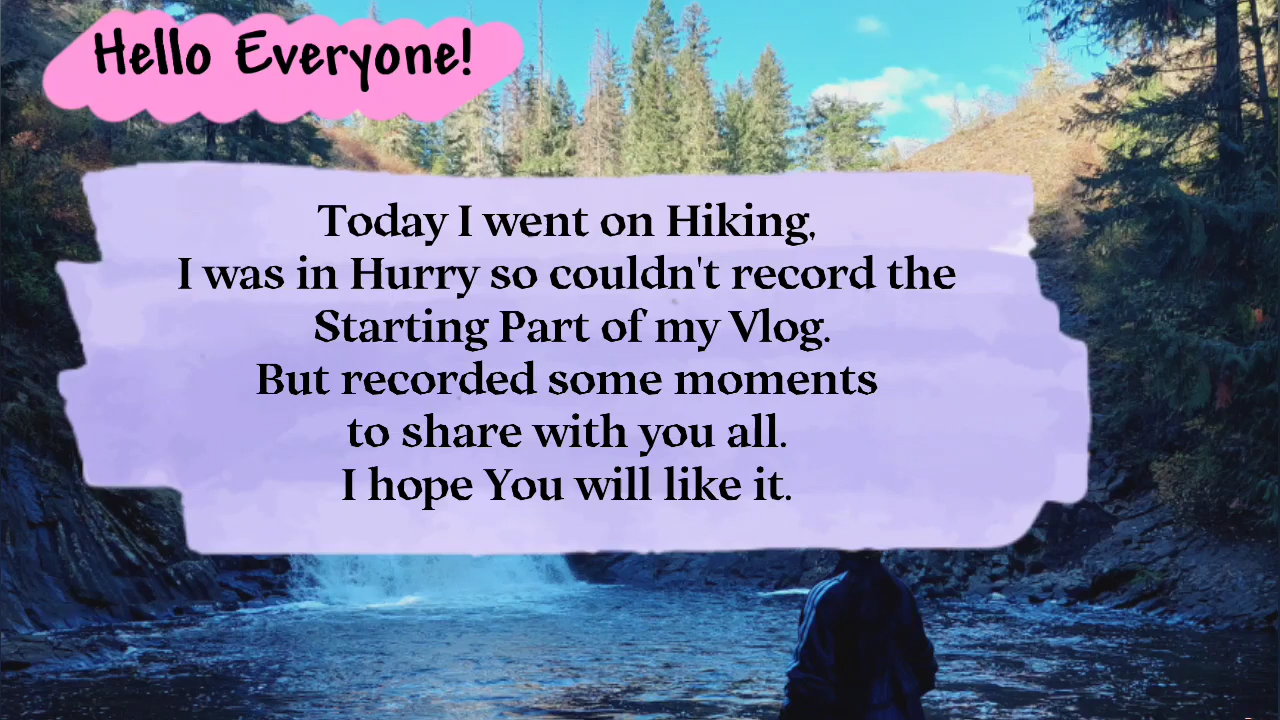 Hello Everyone!
Today I went on Hiking,
I was in Hurry so couldn't record the
Starting Part of my Vlog.
But recorded some moments
to share with you all.
I hope You will like it.